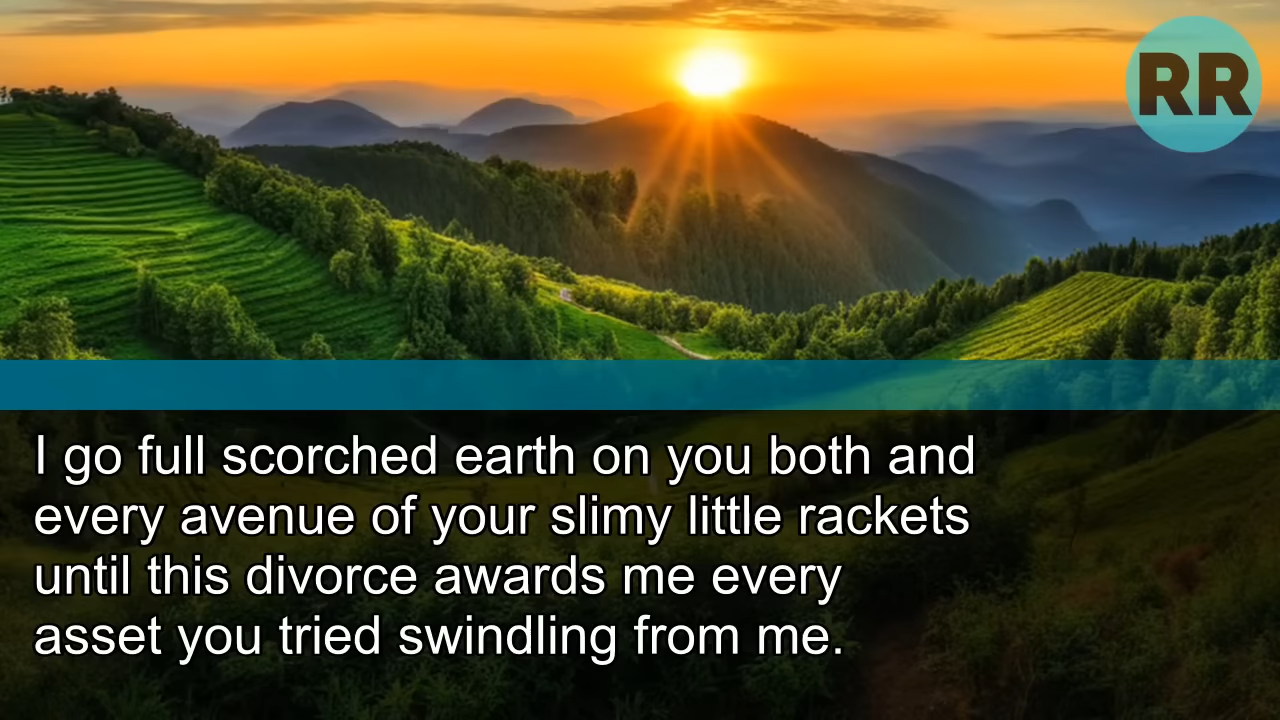 RR
I go full scorched earth on you both and
every avenue of your slimy little rackets
until this divorce awards me every
asset you tried swindling from me.